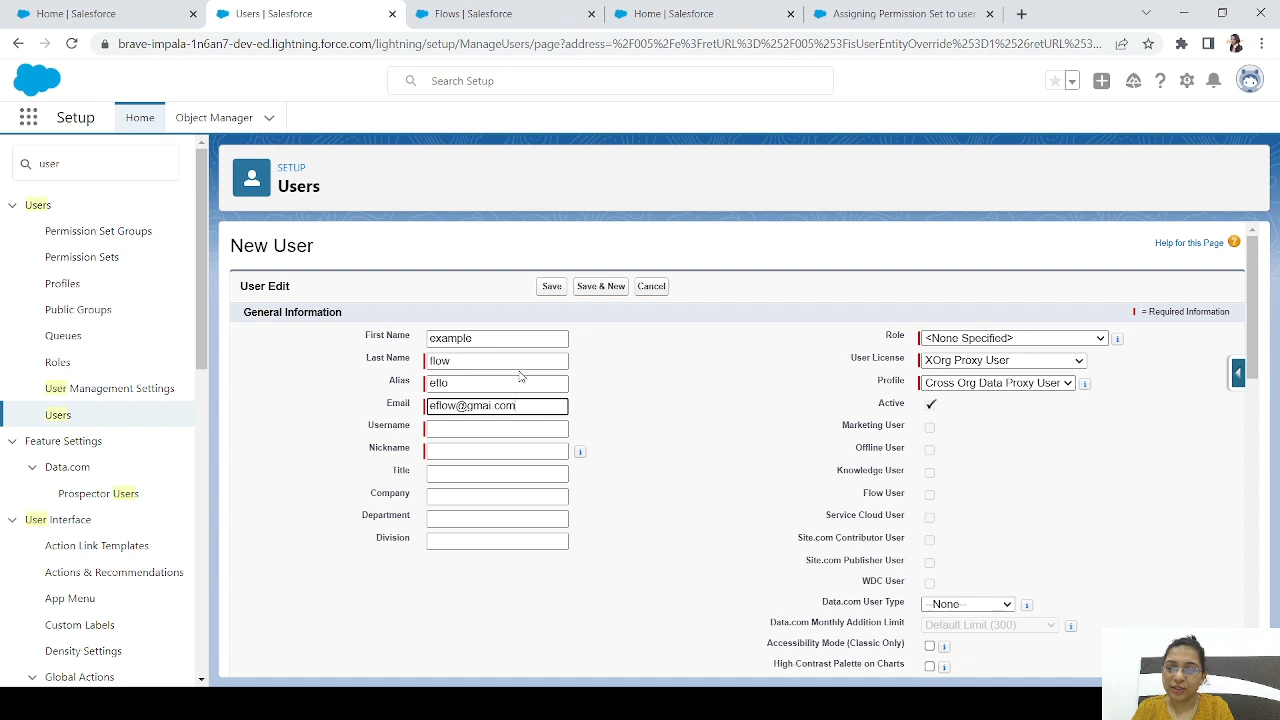 Home | Salesforce
Users | Salesforce
Flows | Salesforce
Home | Salesforce
Assigning Permission Set to user
brave-impala-1n6an7-dev-ed.lightning.force.com/lightning/setup/ManageUsers/page?address=%2F005%2Fe%3FretURL%3D%252F005%253FisUserEntityOverride%253D1%2526retURL%253...
Search Setup
Setup
Home
Object Manager
user
Users
Permission Set Groups
Permission Sets
Profiles
Public Groups
Queues
Roles
User Management Settings
Users
Feature Settings
Data.com
Prospector Users
User Interface
Action Link Templates
Actions & Recommendations
App Menu
Custom Labels
Density Settings
Global Actions
SETUP
Users
New User
Help for this Page
User Edit
Save
Save & New
Cancel
General Information
= Required Information
First Name example
Last Name flow
Alias eflo
Email eflow@gmai.com
Username
Nickname
Title
Company
Department
Division
Role <None Specified>
User License XOrg Proxy User
Profile Cross Org Data Proxy User
Active
Marketing User
Offline User
Knowledge User
Flow User
Service Cloud User
Site.com Contributor User
Site.com Publisher User
WDC User
Data.com User Type --None--
Data.com Monthly Addition Limit Default Limit (300)
Accessibility Mode (Classic Only)
High-Contrast Palette on Charts